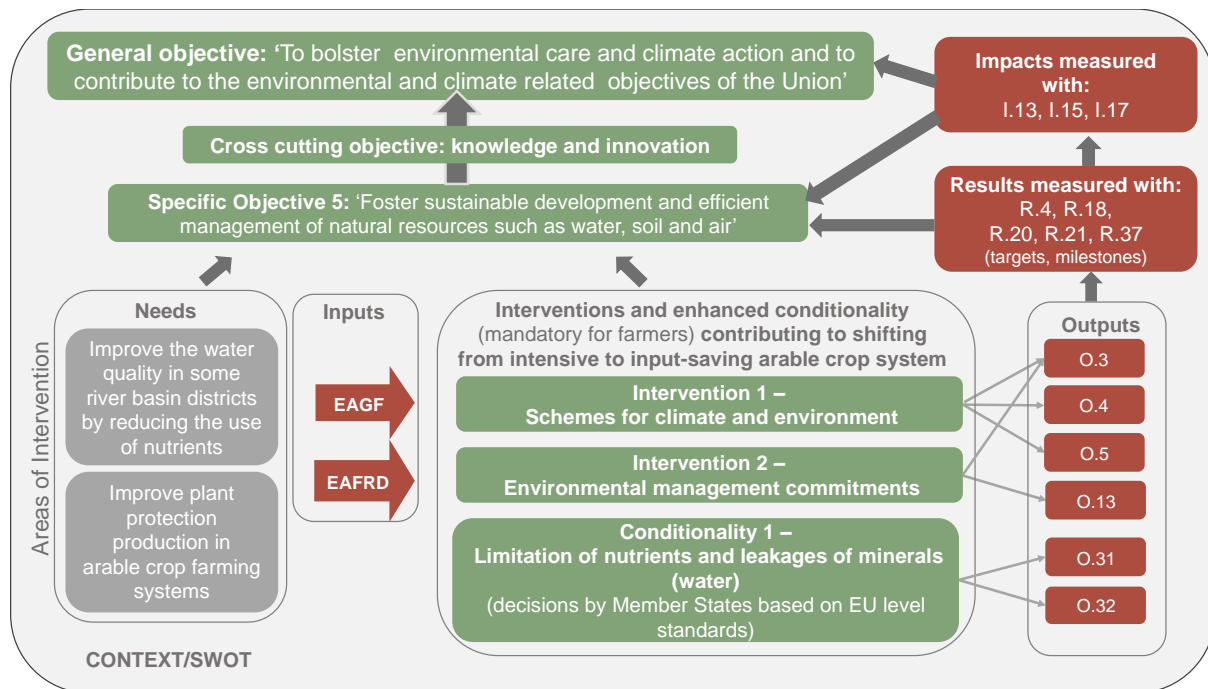 General objective: ‘To bolster environmental care and climate action and to
contribute to the environmental and climate related objectives of the Union’
Impacts measured
with:
I.13, I.15, I.17
Cross cutting objective: knowledge and innovation
Specific Objective 5: ‘Foster sustainable development and efficient
management of natural resources such as water, soil and air’
Results measured with:
R.4, R.18,
R.20, R.21, R.37
(targets, milestones)
Areas of Intervention
Needs
Improve the water
quality in some
river basin districts
by reducing the use
of nutrients
Improve plant
protection
production in
arable crop farming
systems
Inputs
EAGF
EAFRD
Interventions and enhanced conditionality
(mandatory for farmers) contributing to shifting
from intensive to input-saving arable crop system
Intervention 1 –
Schemes for climate and environment
Intervention 2 –
Environmental management commitments
Conditionality 1 –
Limitation of nutrients and leakages of minerals
(water)
(decisions by Member States based on EU level
standards)
Outputs
O.3
O.4
O.5
O.13
O.31
O.32
CONTEXT/SWOT